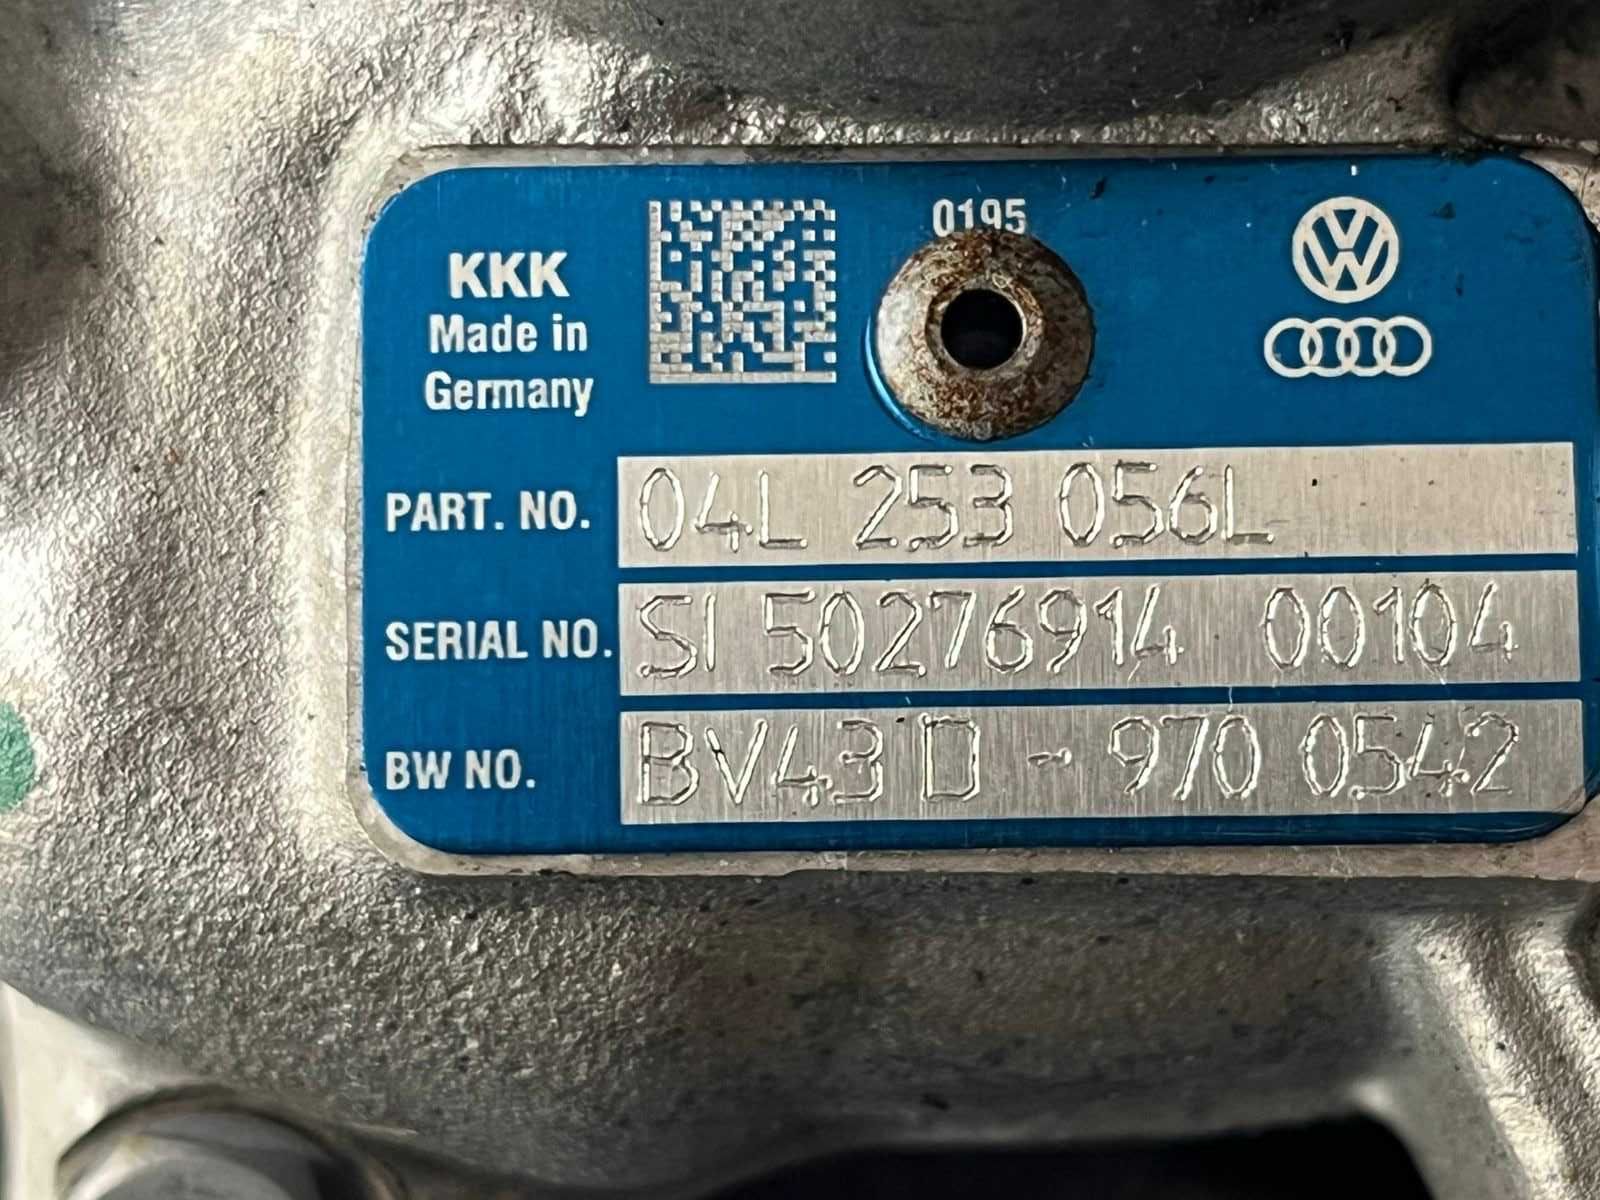 0195
KKK
Made in
Germany
PART. NO. 04L 253 056L
SERIAL NO. SI 50276914 00104
BW NO. BV43D - 970 0542